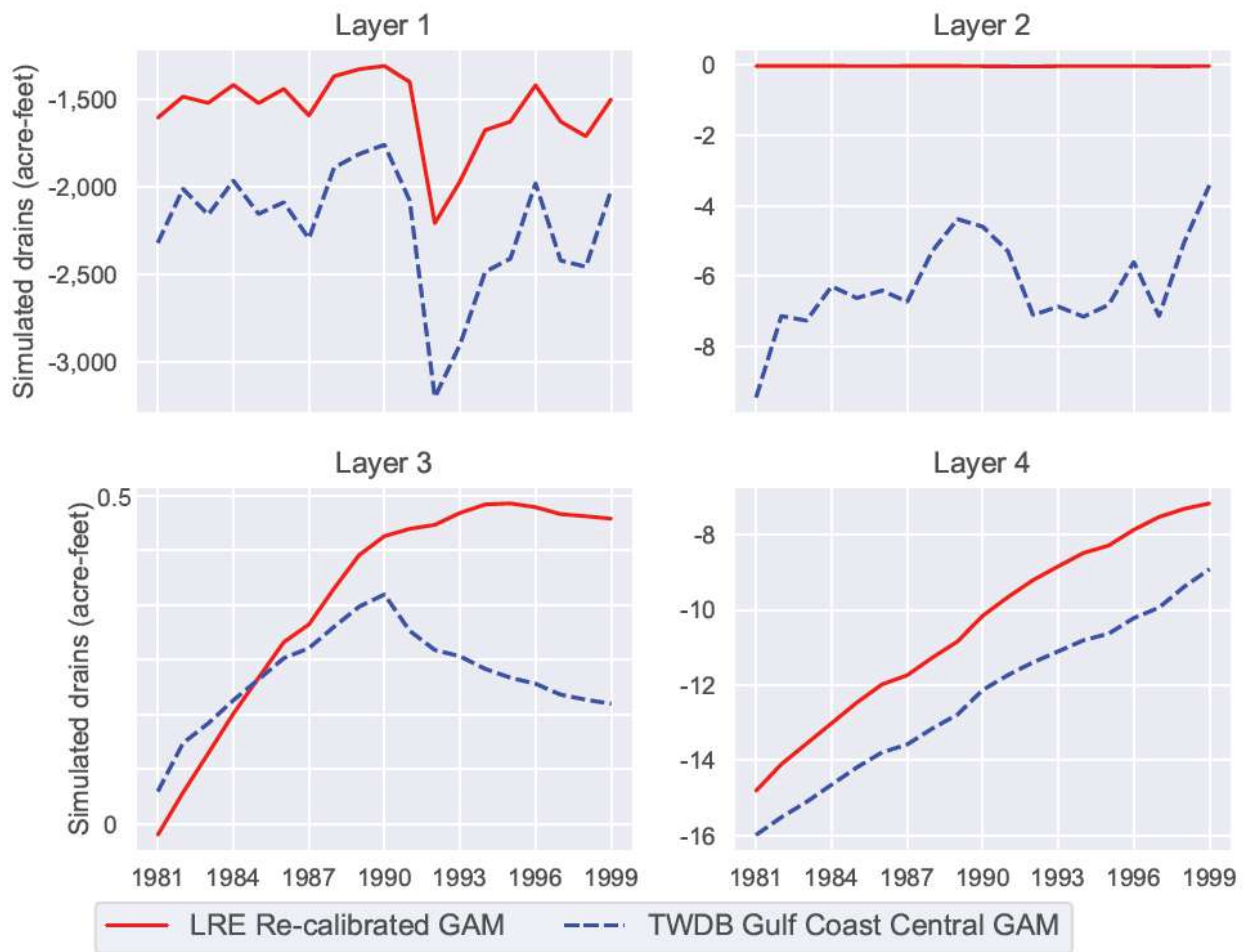 Layer 1
Layer 2
Simulated drains (acre-feet)
-1,500
-2,000
-2,500
-3,000
0
-2
-4
-6
-8
Layer 3
Layer 4
Simulated drains (acre-feet)
0.5
0
-8
-10
-12
-14
-16
1981 1984 1987 1990 1993 1996 1999
1981 1984 1987 1990 1993 1996 1999
LRE Re-calibrated GAM TWDB Gulf Coast Central GAM